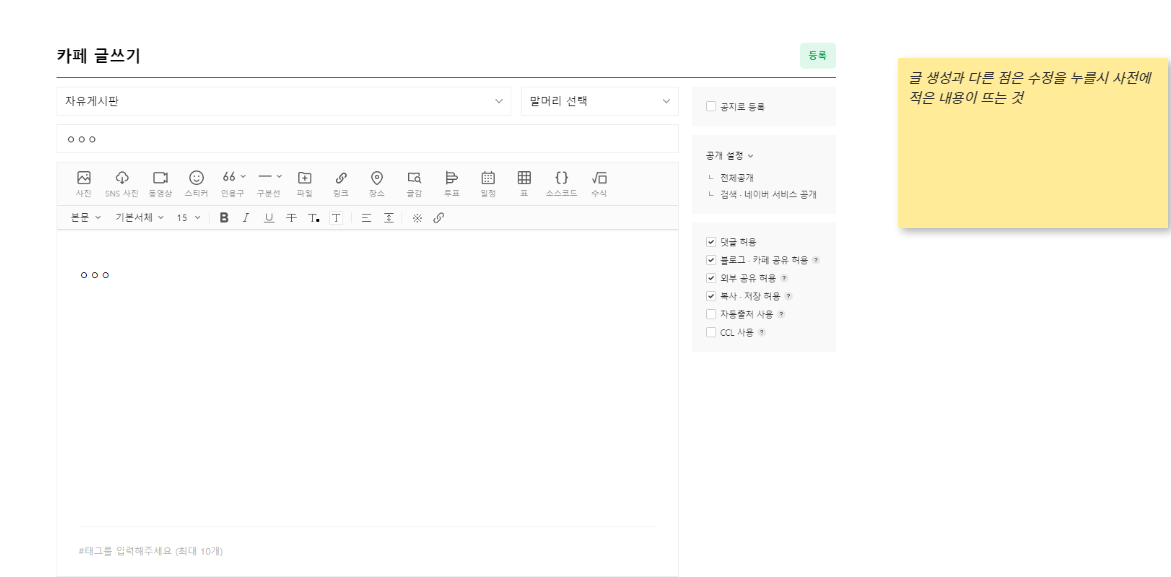 카페 글쓰기
등록
자유게시판
말머리 선택
ㅇㅇㅇ
사진 SNS 사진 동영상 스티커 인용구 구분선 파일 링크 장소 글감 투표 일정 표 소스코드 수식
본문 기본서체 15 B I U T T. T
ㅇㅇㅇ
#태그를 입력해주세요 (최대 10개)
공지로 등록
공개 설정
전체공개
검색 · 네이버 서비스 공개
댓글 허용
블로그 · 카페 공유 허용 ?
외부 공유 허용 ?
복사 · 저장 허용 ?
자동출처 사용 ?
CCL 사용 ?
글 생성과 다른 점은 수정을 누를시 사전에
적은 내용이 뜨는 것